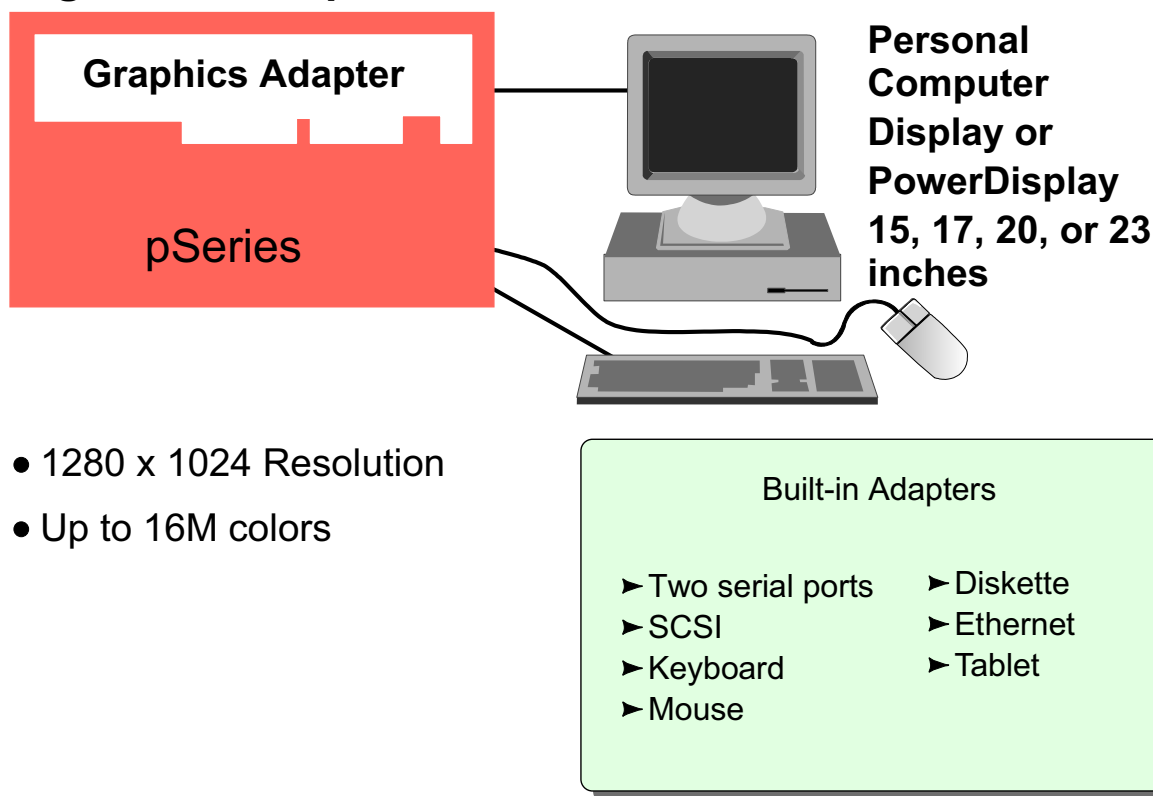 Graphics Adapter
pSeries
Personal
Computer
Display or
PowerDisplay
15, 17, 20, or 23
inches
● 1280 x 1024 Resolution
● Up to 16M colors
Built-in Adapters
➤ Two serial ports
➤ SCSI
➤ Keyboard
➤ Mouse
➤ Diskette
➤ Ethernet
➤ Tablet